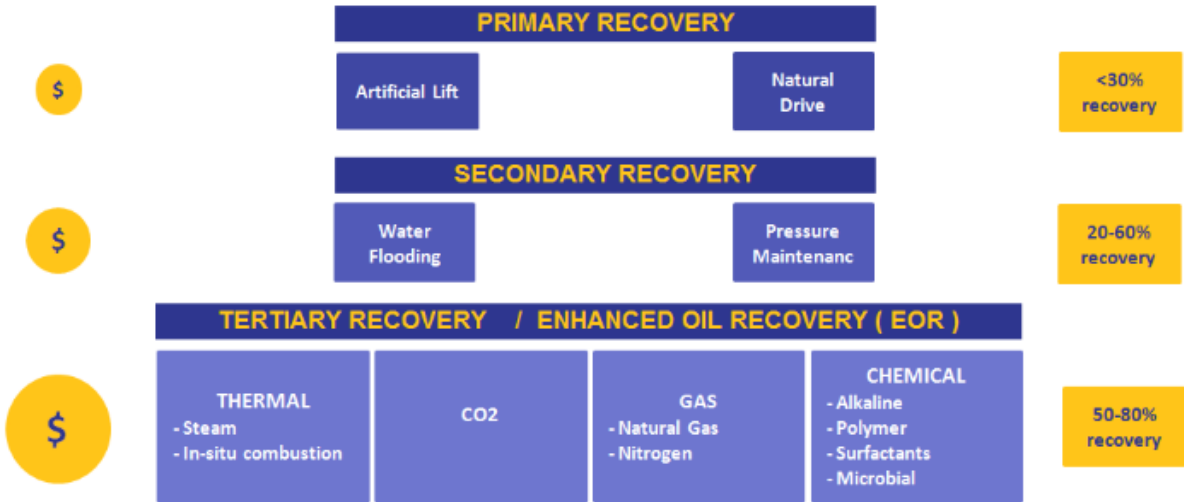 PRIMARY RECOVERY
$
Artificial Lift
Natural
Drive
<30%
recovery
SECONDARY RECOVERY
$
Water
Flooding
Pressure
Maintenanc
20-60%
recovery
TERTIARY RECOVERY / ENHANCED OIL RECOVERY ( EOR )
$
THERMAL
- Steam
- In-situ combustion
CO2
GAS
- Natural Gas
- Nitrogen
CHEMICAL
- Alkaline
- Polymer
- Surfactants
- Microbial
50-80%
recovery